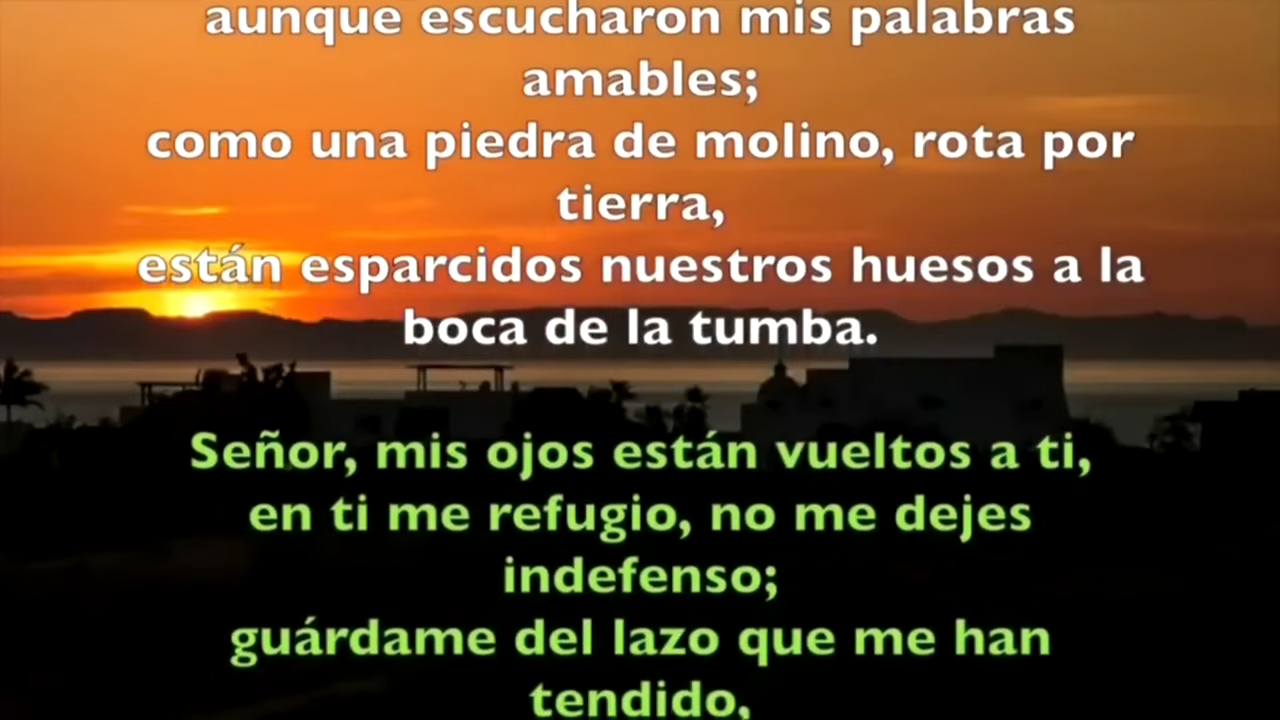 aunque escucharon mis palabras
amables;
como una piedra de molino, rota por
tierra,
están esparcidos nuestros huesos a la
boca de la tumba.
Señor, mis ojos están vueltos a ti,
en ti me refugio, no me dejes
indefenso;
guárdame del lazo que me han
tendido,